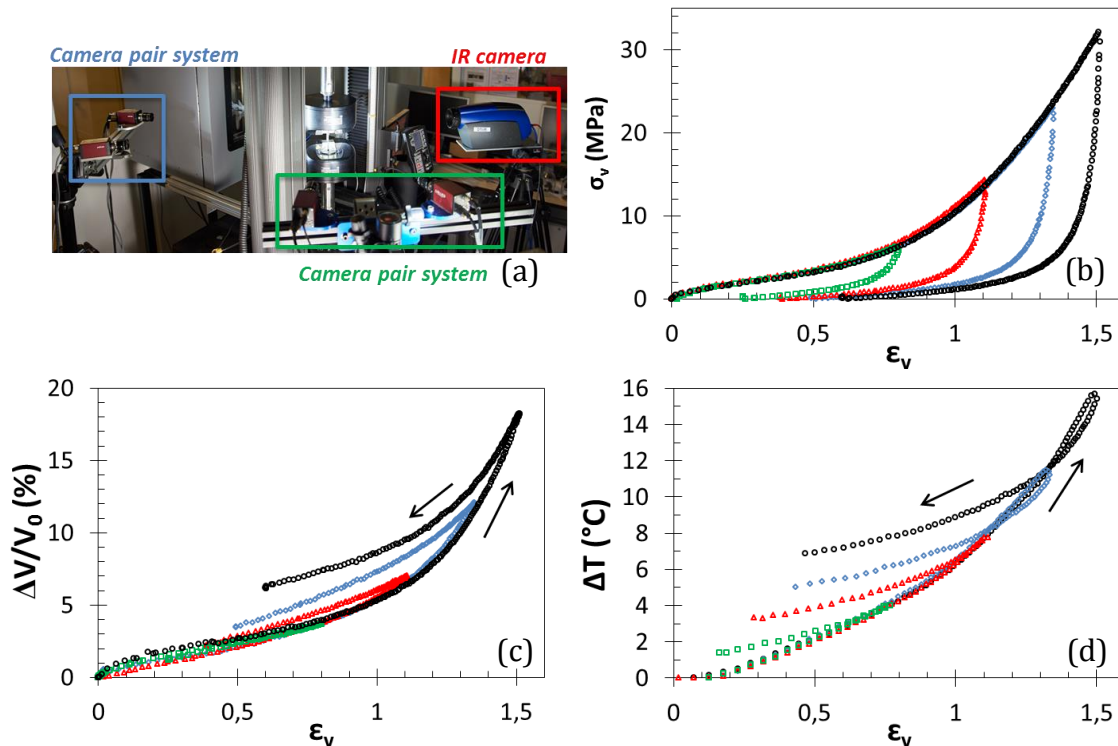 Camera pair system
IR camera
Camera pair system
(a)
σᵥ (MPa)
30
20
10
0
0
0,5
1
1,5
εᵥ
(b)
ΔV/V₀ (%)
20
15
10
5
0
0
0,5
1
1,5
εᵥ
(c)
ΔT (°C)
16
14
12
10
8
6
4
2
0
0
0,5
1
1,5
εᵥ
(d)